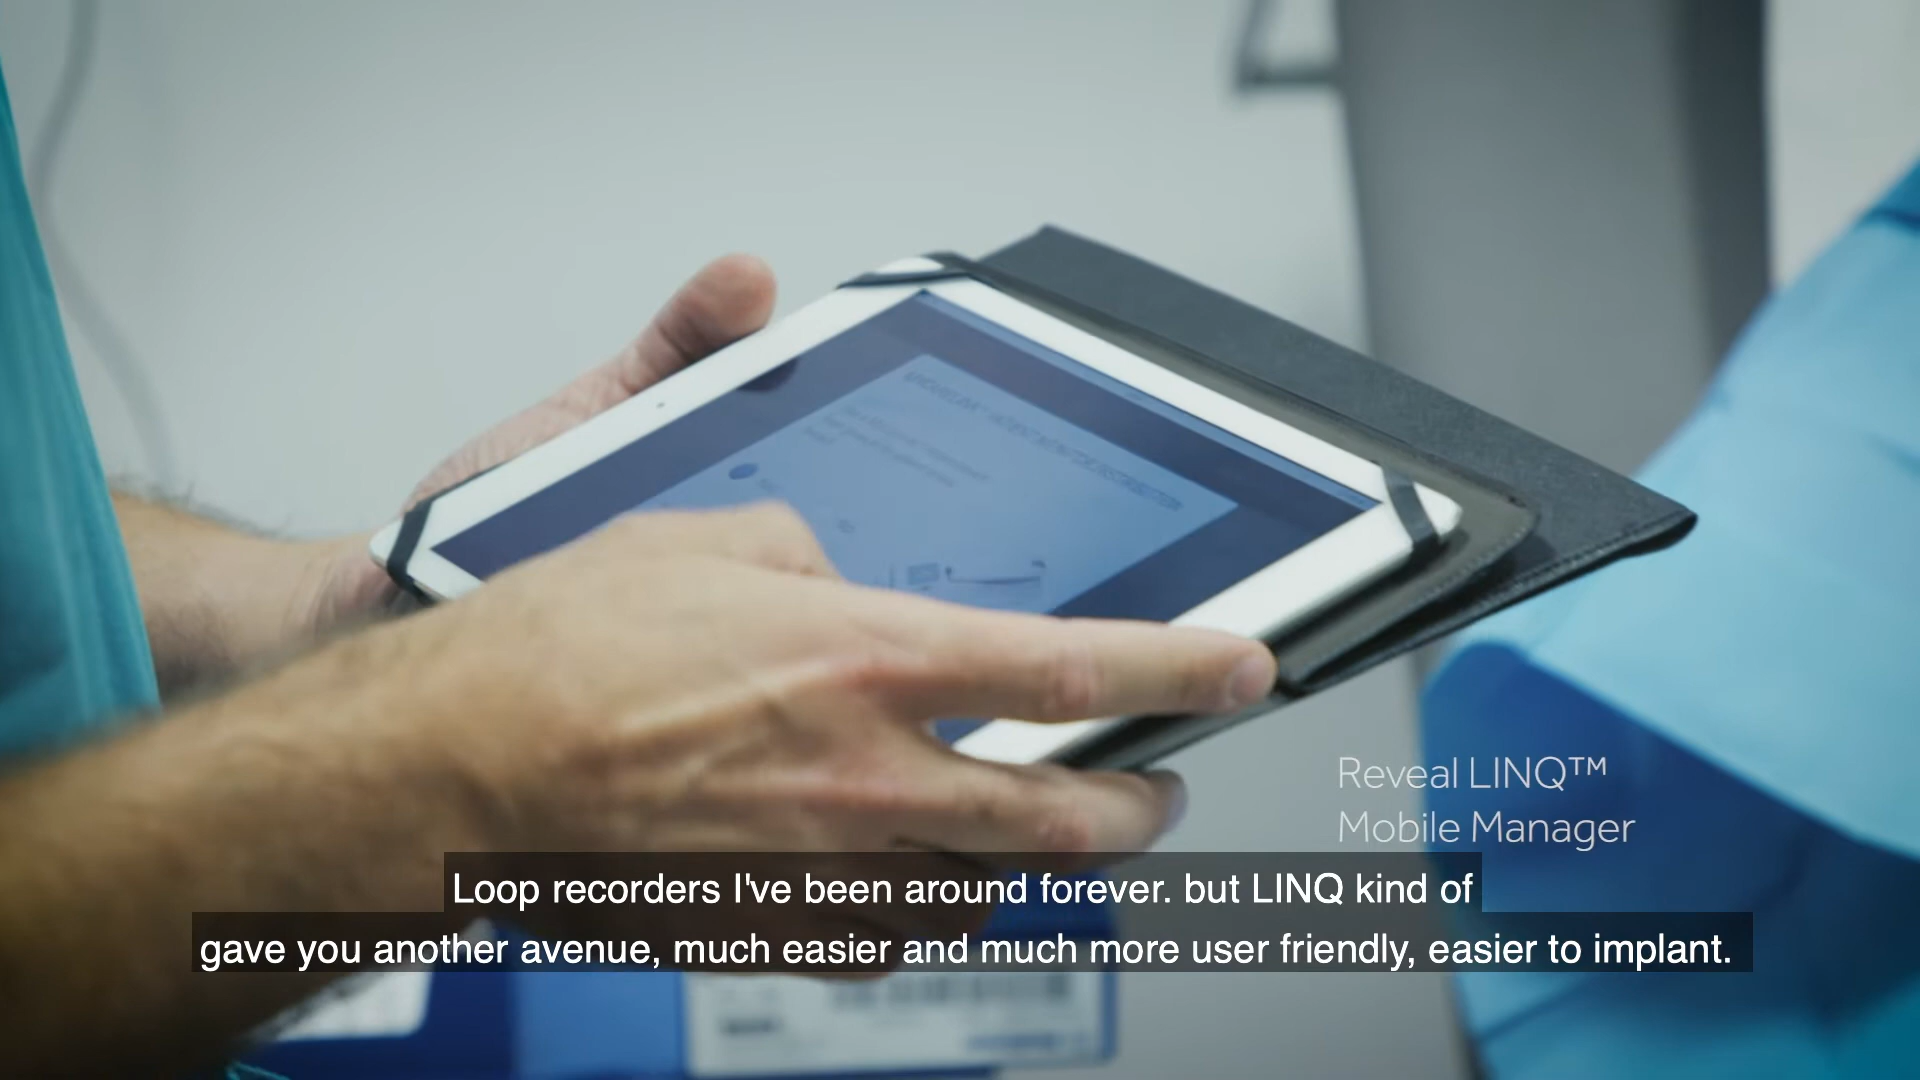 Reveal LINQ™
Mobile Manager
Loop recorders I've been around forever. but LINQ kind of
gave you another avenue, much easier and much more user friendly, easier to implant.